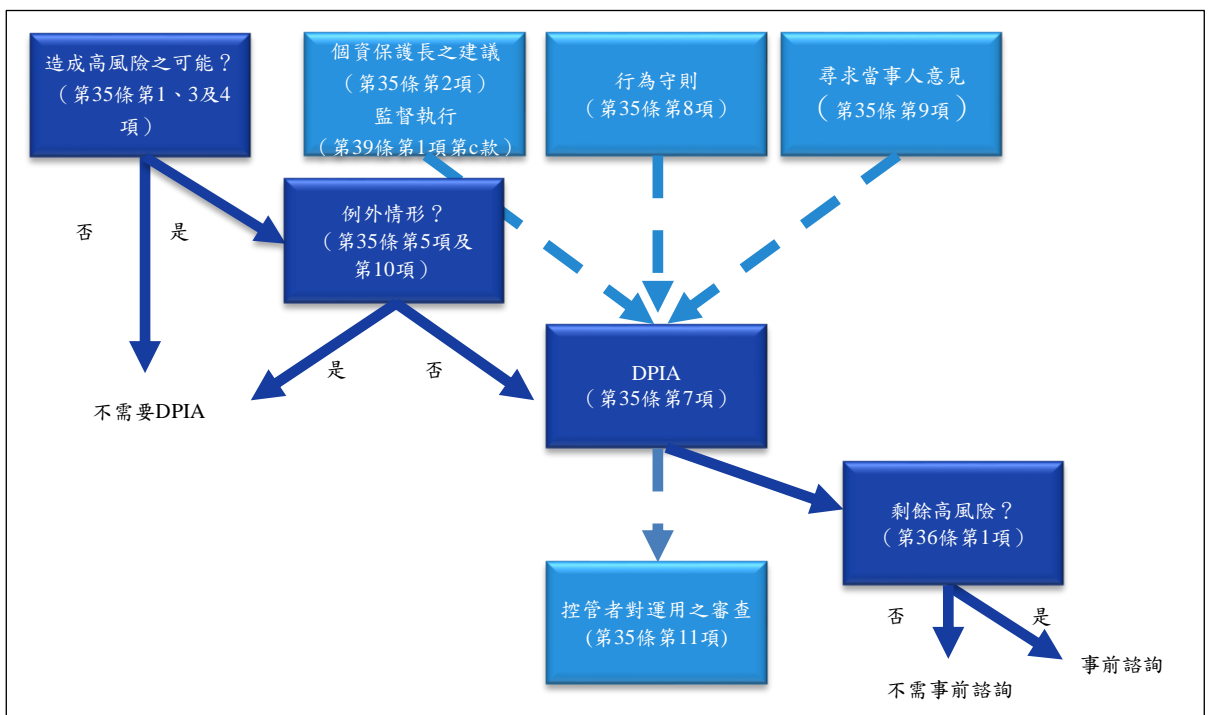 造成高風險之可能？
（第35條第1、3及4
項）
個資保護長之建議
（第35條第2項）
監督執行
（第39條第1項第c款）
行為守則
（第35條第8項）
尋求當事人意見
（第35條第9項）
否
是
例外情形？
（第35條第5項及
第10項）
是
否
不需要DPIA
DPIA
（第35條第7項）
剩餘高風險？
（第36條第1項）
控管者對運用之審查
(第35條第11項)
否
是
不需事前諮詢
事前諮詢